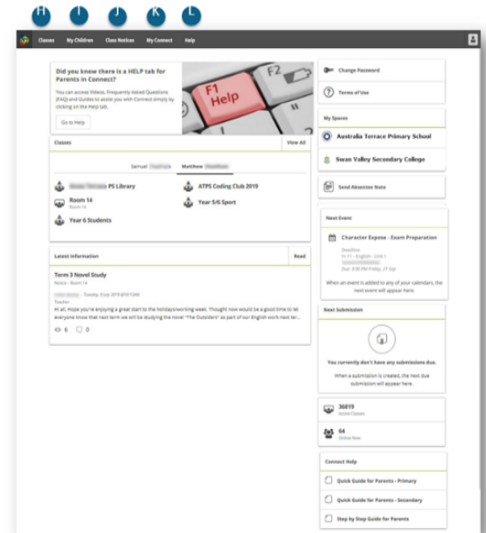 H I J K L
Classes My Children Class Notices My Connect Help
Did you know there is a HELP tab for
Parents in Connect?
You can access Videos, Frequently Asked Questions
(FAQ) and Guides to assist you with Connect simply by
clicking on the Help tab.
Go to Help
F1
Help
F2
Classes View All
Samuel Matthew
PS Library
ATPS Coding Club 2019
Room 14
Room 14
Year 5/6 Sport
Year 6 Students
Latest Information Read
Term 3 Novel Study
Notice - Room 14
Teacher
Hi all, Hope you're enjoying a great start to the holidays/working week. Thought now would be a good time to let
everyone know that next term we will be studying the novel "The Outsiders" as part of our English work next ter...
6 0
Change Password
Terms of Use
My Spaces
Australia Terrace Primary School
Swan Valley Secondary College
Send Absentee Note
Next Event
Character Expose - Exam Preparation
Deadline
Yr 11 - English - Unit 1
Due: 3:00 PM Friday, 21 Sep
When an event is added to any of your calendars, the
next event will appear here.
Next Submission
You currently don't have any submissions due.
When a submission is created, the next due
submission will appear here.
36019
Active Classes
64
Online Now
Connect Help
Quick Guide for Parents - Primary
Quick Guide for Parents - Secondary
Step by Step Guide for Parents